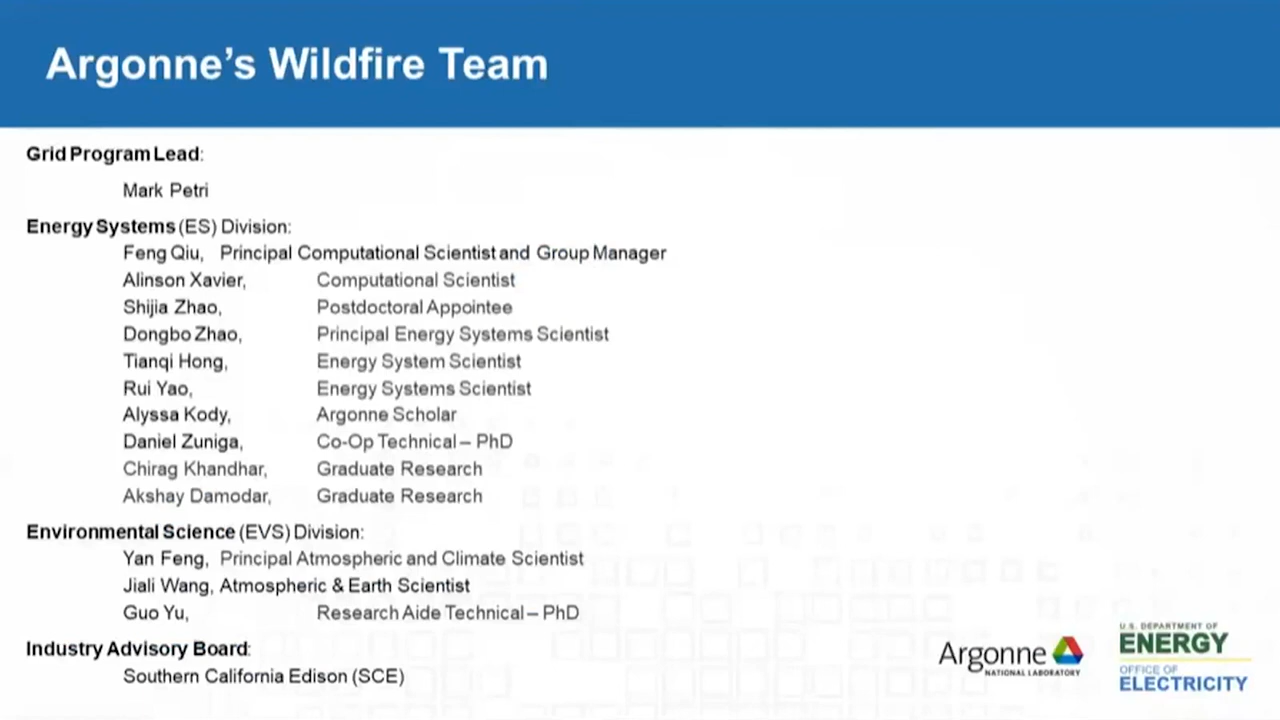 Argonne's Wildfire Team
Grid Program Lead:
Mark Petri
Energy Systems (ES) Division:
Feng Qiu, Principal Computational Scientist and Group Manager
Alinson Xavier, Computational Scientist
Shijia Zhao, Postdoctoral Appointee
Dongbo Zhao, Principal Energy Systems Scientist
Tianqi Hong, Energy System Scientist
Rui Yao, Energy Systems Scientist
Alyssa Kody, Argonne Scholar
Daniel Zuniga, Co-Op Technical – PhD
Chirag Khandhar, Graduate Research
Akshay Damodar, Graduate Research
Environmental Science (EVS) Division:
Yan Feng, Principal Atmospheric and Climate Scientist
Jiali Wang, Atmospheric & Earth Scientist
Guo Yu, Research Aide Technical – PhD
Industry Advisory Board:
Southern California Edison (SCE)
Argonne
NATIONAL LABORATORY
U.S. DEPARTMENT OF
ENERGY
OFFICE OF
ELECTRICITY